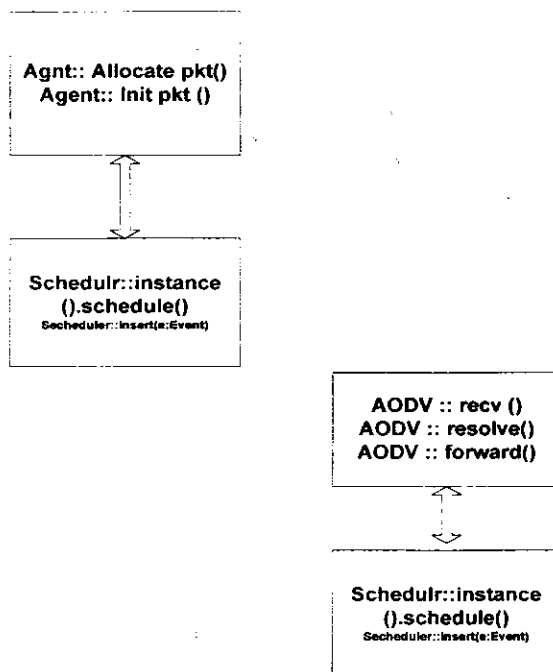 Agnt:: Allocate pkt()
Agent:: Init pkt ()
Schedulr::instance
().schedule()
Secheduler::insert(e:Event)
AODV :: recv ()
AODV :: resolve()
AODV :: forward()
Schedulr::instance
().schedule()
Secheduler::insert(e:Event)